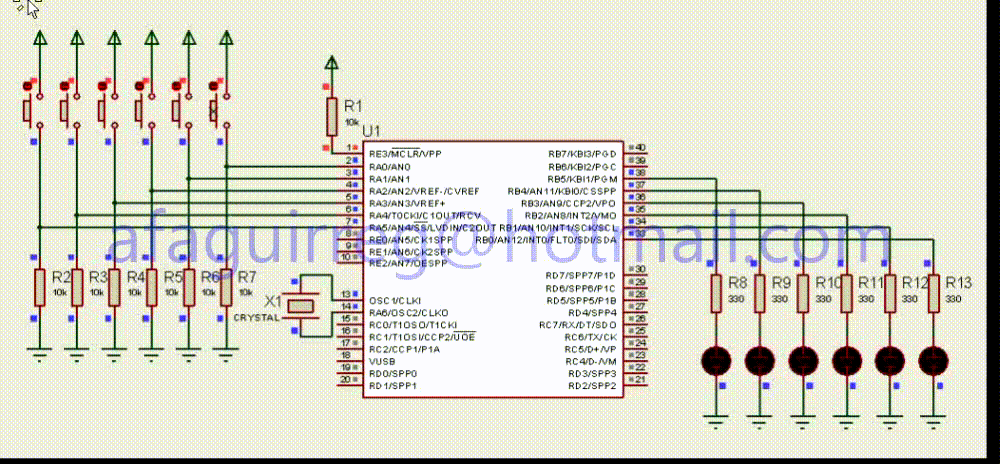 R1
10k
U1
1 RE3/MCLR/VPP
2 RA0/AN0
3 RA1/AN1
4 RA2/AN2/VREF-/CVREF
5 RA3/AN3/VREF+
6 RA4/T0CKI/C1OUT/RCV
7 RA5/AN4/SS/LVDIN/C2OUT
8 RE0/AN5/CK1SPP
9 RE1/AN6/CK2SPP
10 RE2/AN7/OESPP
13 OSC1/CLKI
14 RA6/OSC2/CLKO
15 RC0/T1OSO/T1CKI
16 RC1/T1OSI/CCP2/UOE
17 RC2/CCP1/P1A
18 VUSB
19 RD0/SPP0
20 RD1/SPP1
RB7/KBI3/PGD 40
RB6/KBI2/PGC 39
RB5/KBI1/PGM 38
RB4/AN11/KBI0/CSSPP 37
RB3/AN9/CCP2/VPO 36
RB2/AN8/INT2/VMO 35
RB1/AN10/INT1/SCK/SCL 34
RB0/AN12/INT0/FLT0/SDI/SDA 33
RD7/SPP7/P1D 30
RD6/SPP6/P1C 29
RD5/SPP5/P1B 28
RD4/SPP4 27
RC7/RX/DT/SDO 26
RC6/TX/CK 25
RC5/D+/VP 24
RC4/D-/VM 23
RD3/SPP3 22
RD2/SPP2 21
afaguirreg@hotmail.com
R2
10k
R3
10k
R4
10k
R5
10k
R6
10k
R7
10k
X1
CRYSTAL
R8
330
R9
330
R10
330
R11
330
R12
330
R13
330